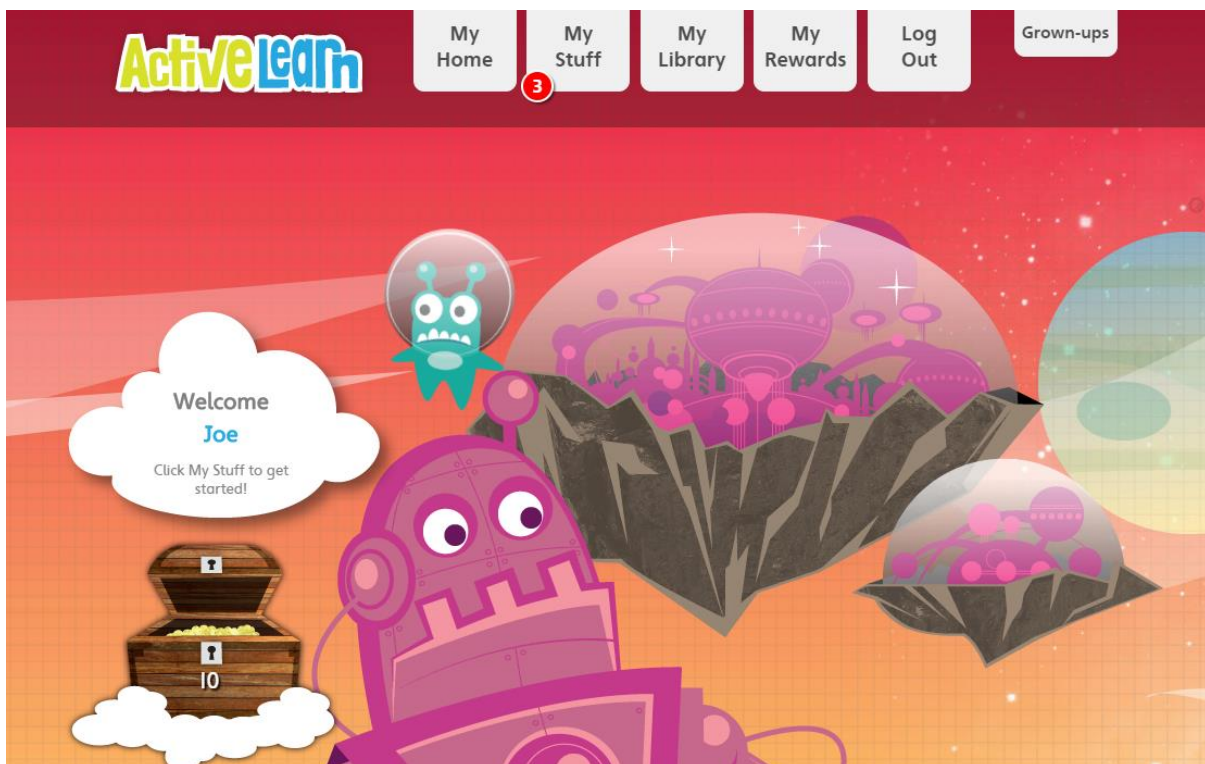 ActiveLearn
My
Home
My
Stuff
3
My
Library
My
Rewards
Log
Out
Grown-ups
Welcome
Joe
Click My Stuff to get
started!
10